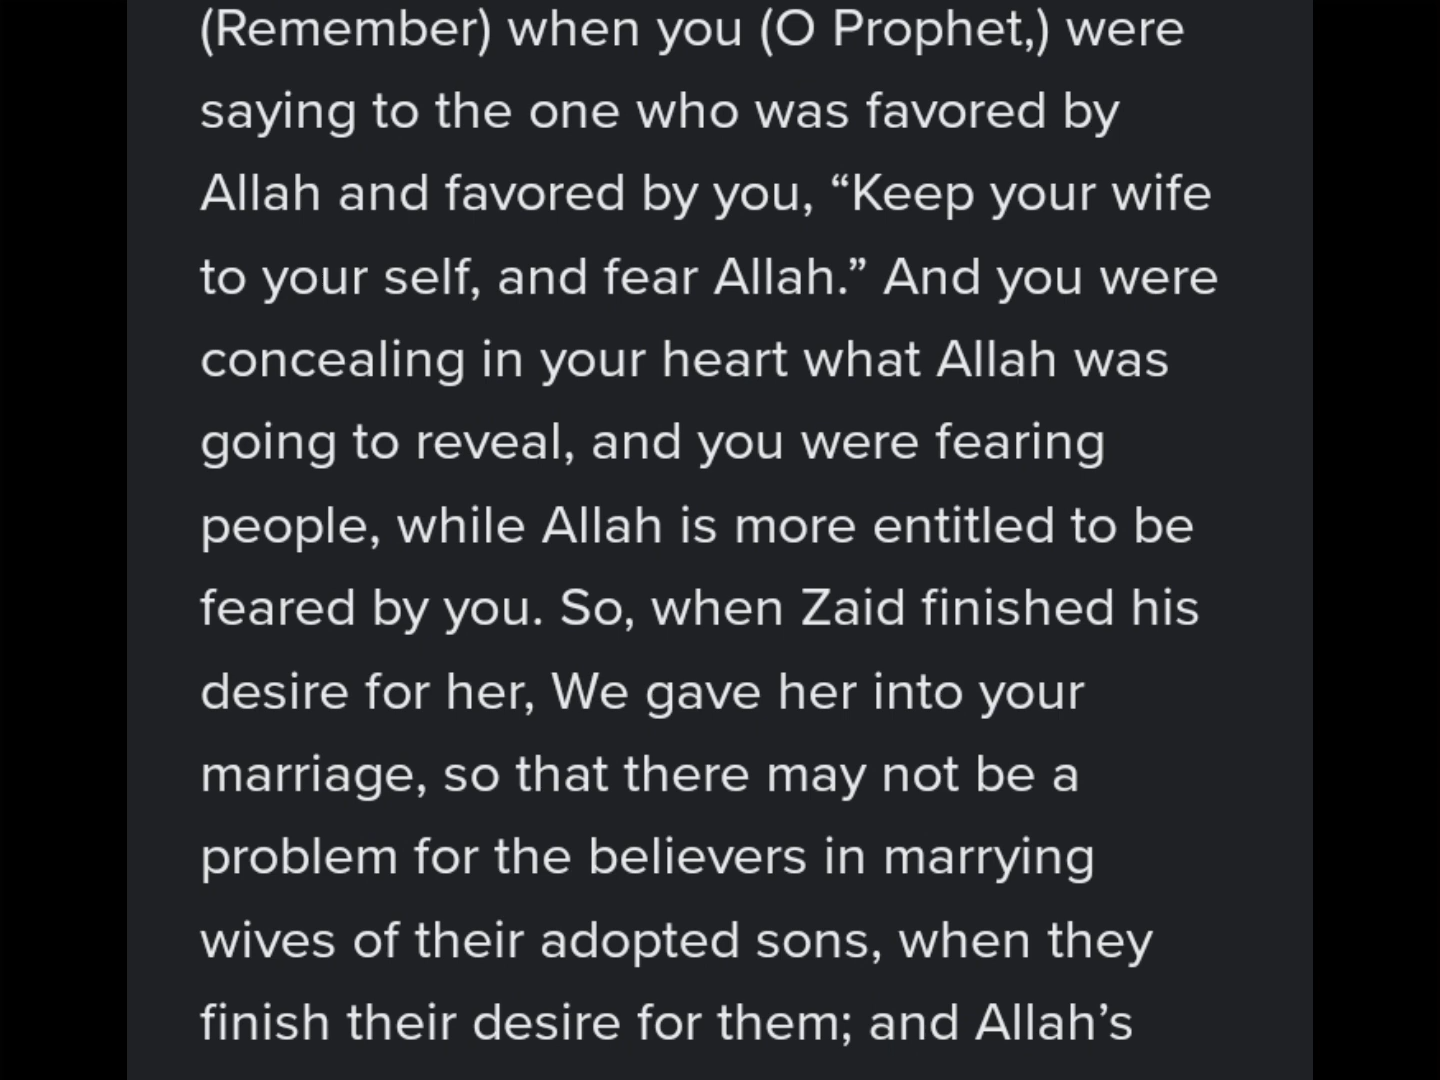 (Remember) when you (O Prophet,) were
saying to the one who was favored by
Allah and favored by you, “Keep your wife
to your self, and fear Allah.” And you were
concealing in your heart what Allah was
going to reveal, and you were fearing
people, while Allah is more entitled to be
feared by you. So, when Zaid finished his
desire for her, We gave her into your
marriage, so that there may not be a
problem for the believers in marrying
wives of their adopted sons, when they
finish their desire for them; and Allah’s